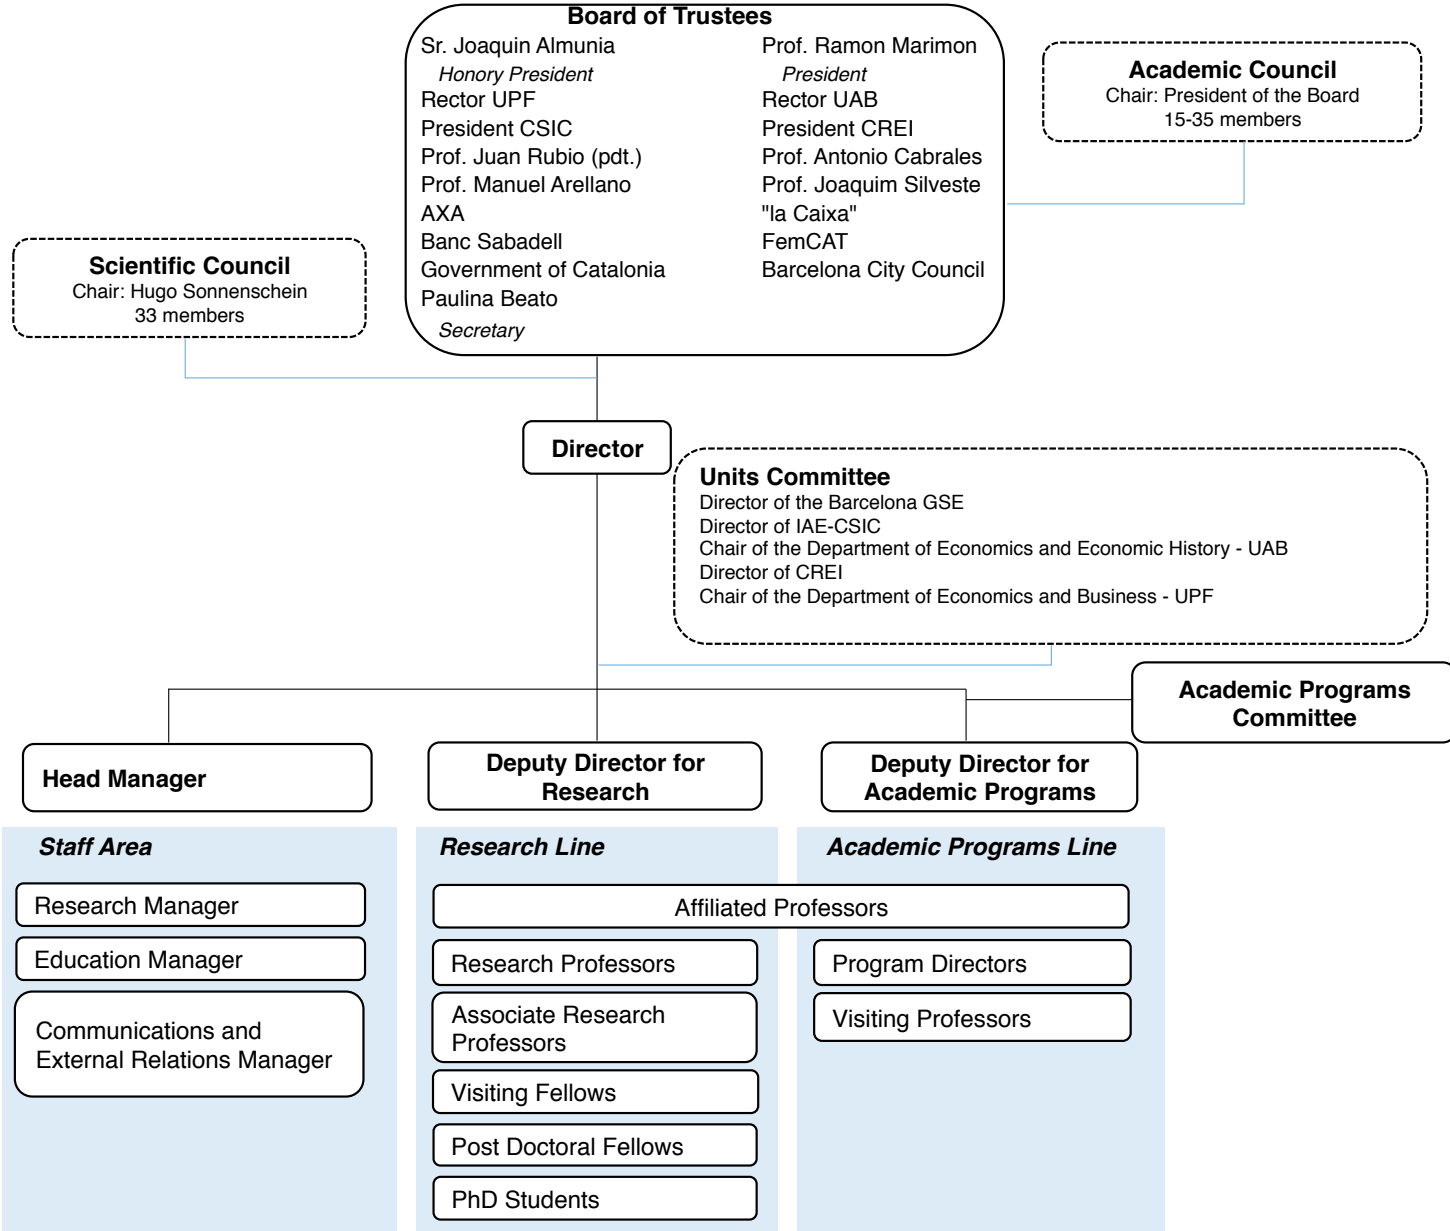 Board of Trustees
Sr. Joaquin Almunia
Honory President
Rector UPF
President CSIC
Prof. Juan Rubio (pdt.)
Prof. Manuel Arellano
AXA
Banc Sabadell
Government of Catalonia
Paulina Beato
Secretary
Prof. Ramon Marimon
President
Rector UAB
President CREI
Prof. Antonio Cabrales
Prof. Joaquim Silveste
"la Caixa"
FemCAT
Barcelona City Council
Academic Council
Chair: President of the Board
15-35 members
Scientific Council
Chair: Hugo Sonnenschein
33 members
Director
Units Committee
Director of the Barcelona GSE
Director of IAE-CSIC
Chair of the Department of Economics and Economic History - UAB
Director of CREI
Chair of the Department of Economics and Business - UPF
Academic Programs
Committee
Head Manager
Deputy Director for
Research
Deputy Director for
Academic Programs
Staff Area
Research Manager
Education Manager
Communications and
External Relations Manager
Research Line
Academic Programs Line
Affiliated Professors
Research Professors
Associate Research
Professors
Visiting Fellows
Post Doctoral Fellows
PhD Students
Program Directors
Visiting Professors